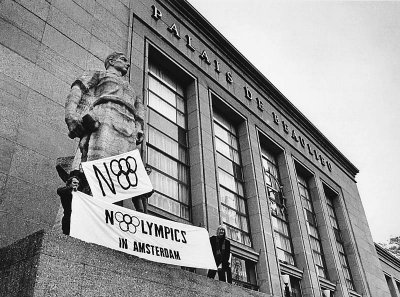 PALAIS DE BEAULIEU
NO
NOLYMPICS
IN AMSTERDAM